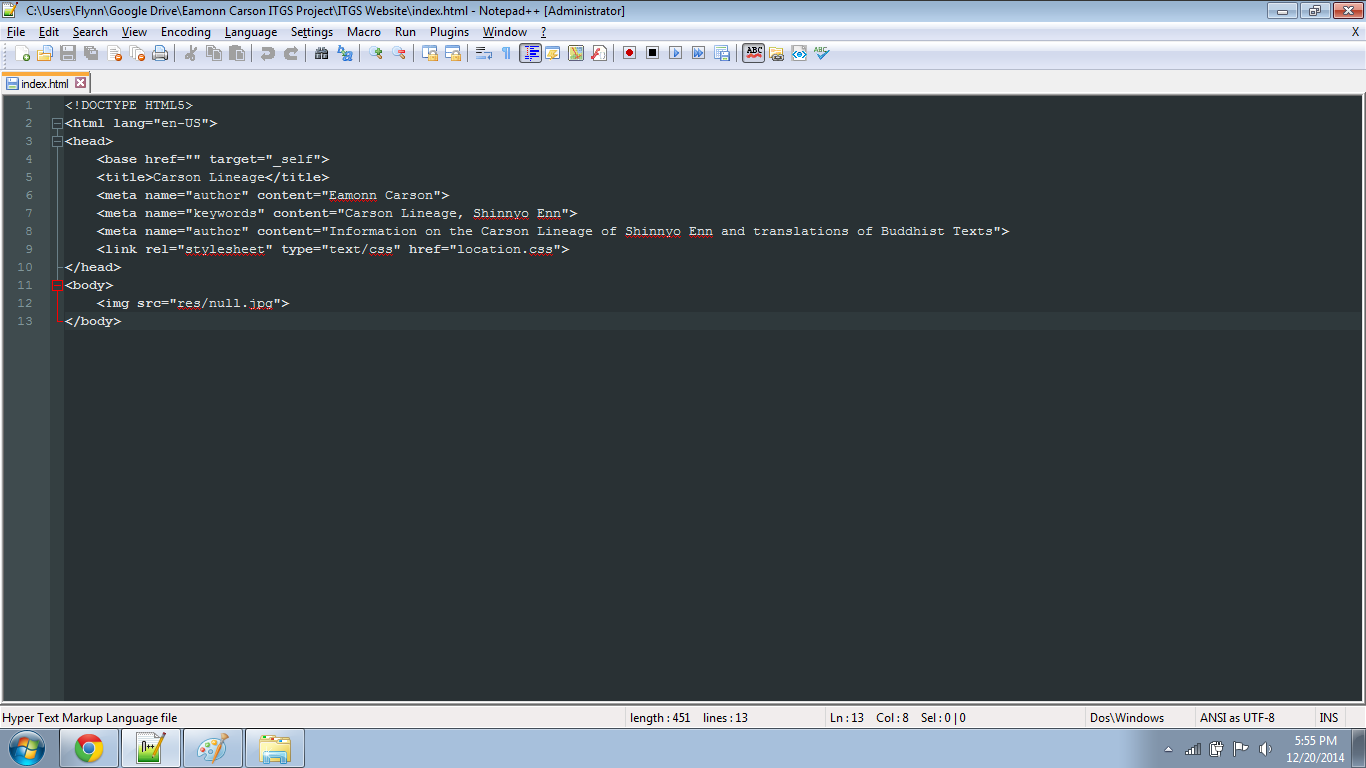 C:\Users\Flynn\Google Drive\Eamonn Carson ITGS Project\ITGS Website\index.html - Notepad++ [Administrator]
File Edit Search View Encoding Language Settings Macro Run Plugins Window ? X
ABC ABC
index.html
1 <!DOCTYPE HTML5>
2 <html lang="en-US">
3 <head>
4 <base href="" target="_self">
5 <title>Carson Lineage</title>
6 <meta name="author" content="Eamonn Carson">
7 <meta name="keywords" content="Carson Lineage, Shinnyo Enn">
8 <meta name="author" content="Information on the Carson Lineage of Shinnyo Enn and translations of Buddhist Texts">
9 <link rel="stylesheet" type="text/css" href="location.css">
10 </head>
11 <body>
12 <img src="res/null.jpg">
13 </body>
Hyper Text Markup Language file length : 451 lines : 13 Ln : 13 Col : 8 Sel : 0 | 0 Dos\Windows ANSI as UTF-8 INS
5:55 PM
12/20/2014